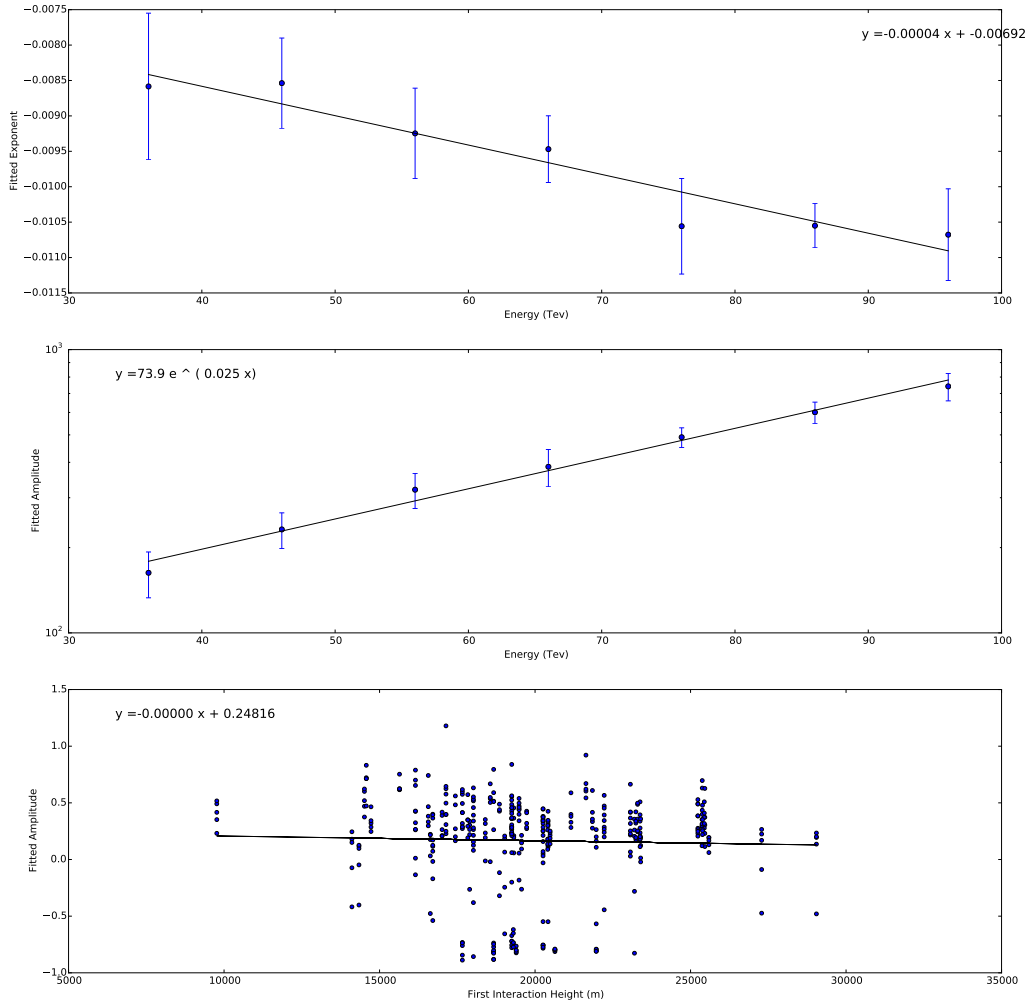 −0.0075
−0.0080
−0.0085
−0.0090
−0.0095
−0.0100
−0.0105
−0.0110
−0.0115
Fitted Exponent
y =-0.00004 x + -0.00692
30 40 50 60 70 80 90 100
Energy (Tev)
10^3
10^2
Fitted Amplitude
y =73.9 e ^ ( 0.025 x)
30 40 50 60 70 80 90 100
Energy (Tev)
1.5
1.0
0.5
0.0
−0.5
−1.0
Fitted Amplitude
y =-0.00000 x + 0.24816
5000 10000 15000 20000 25000 30000 35000
First Interaction Height (m)